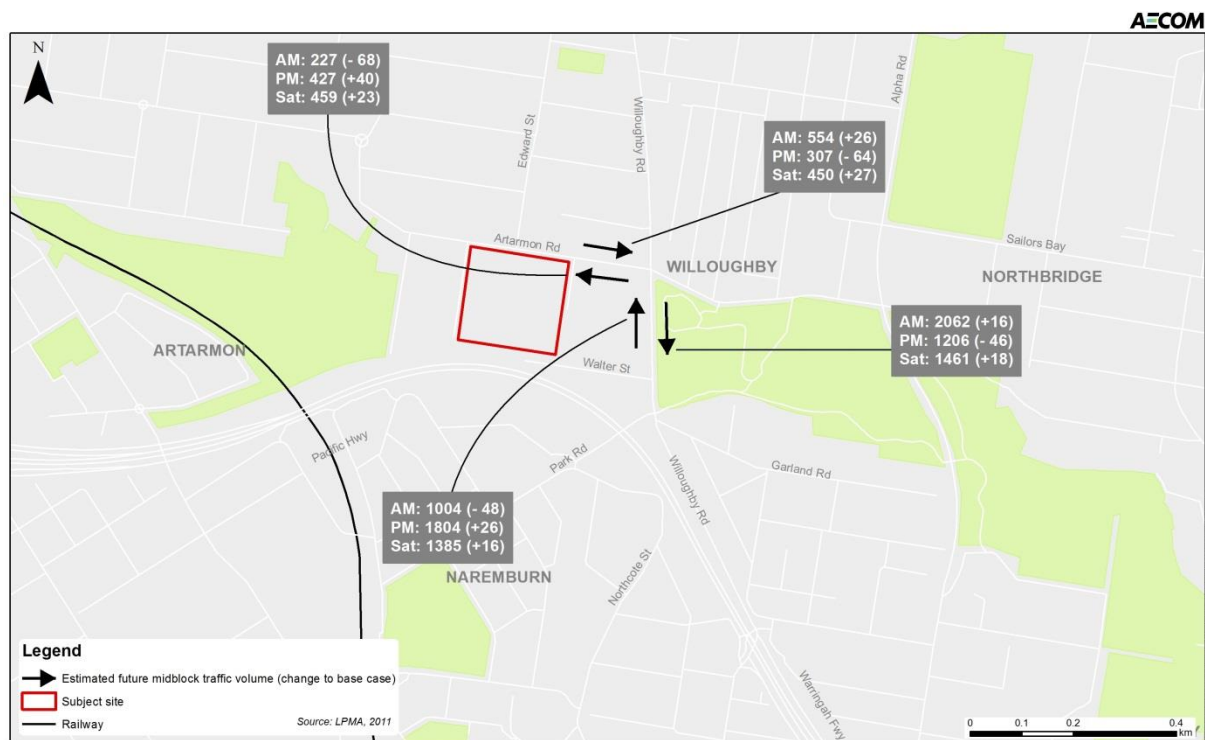 AECOM
N
AM: 227 (- 68)
PM: 427 (+40)
Sat: 459 (+23)
Edward St
Willoughby Rd
Alpha Rd
AM: 554 (+26)
PM: 307 (- 64)
Sat: 450 (+27)
Artarmon Rd
Sailors Bay
WILLOUGHBY
NORTHBRIDGE
AM: 2062 (+16)
PM: 1206 (- 46)
Sat: 1461 (+18)
ARTARMON
Walter St
Pacific Hwy
Park Rd
Garland Rd
Willoughby Rd
AM: 1004 (- 48)
PM: 1804 (+26)
Sat: 1385 (+16)
NAREMBURN
Northcote St
Warringah Fwy
Legend
Estimated future midblock traffic volume (change to base case)
Subject site
Railway
Source: LPMA, 2011
0 0.1 0.2 0.4
km